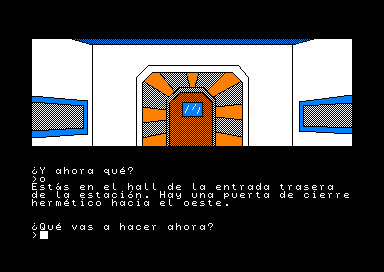 ¿Y ahora qué?
>o
Estás en el hall de la entrada trasera
de la estación. Hay una puerta de cierre
hermético hacia el oeste.
¿Qué vas a hacer ahora?
>